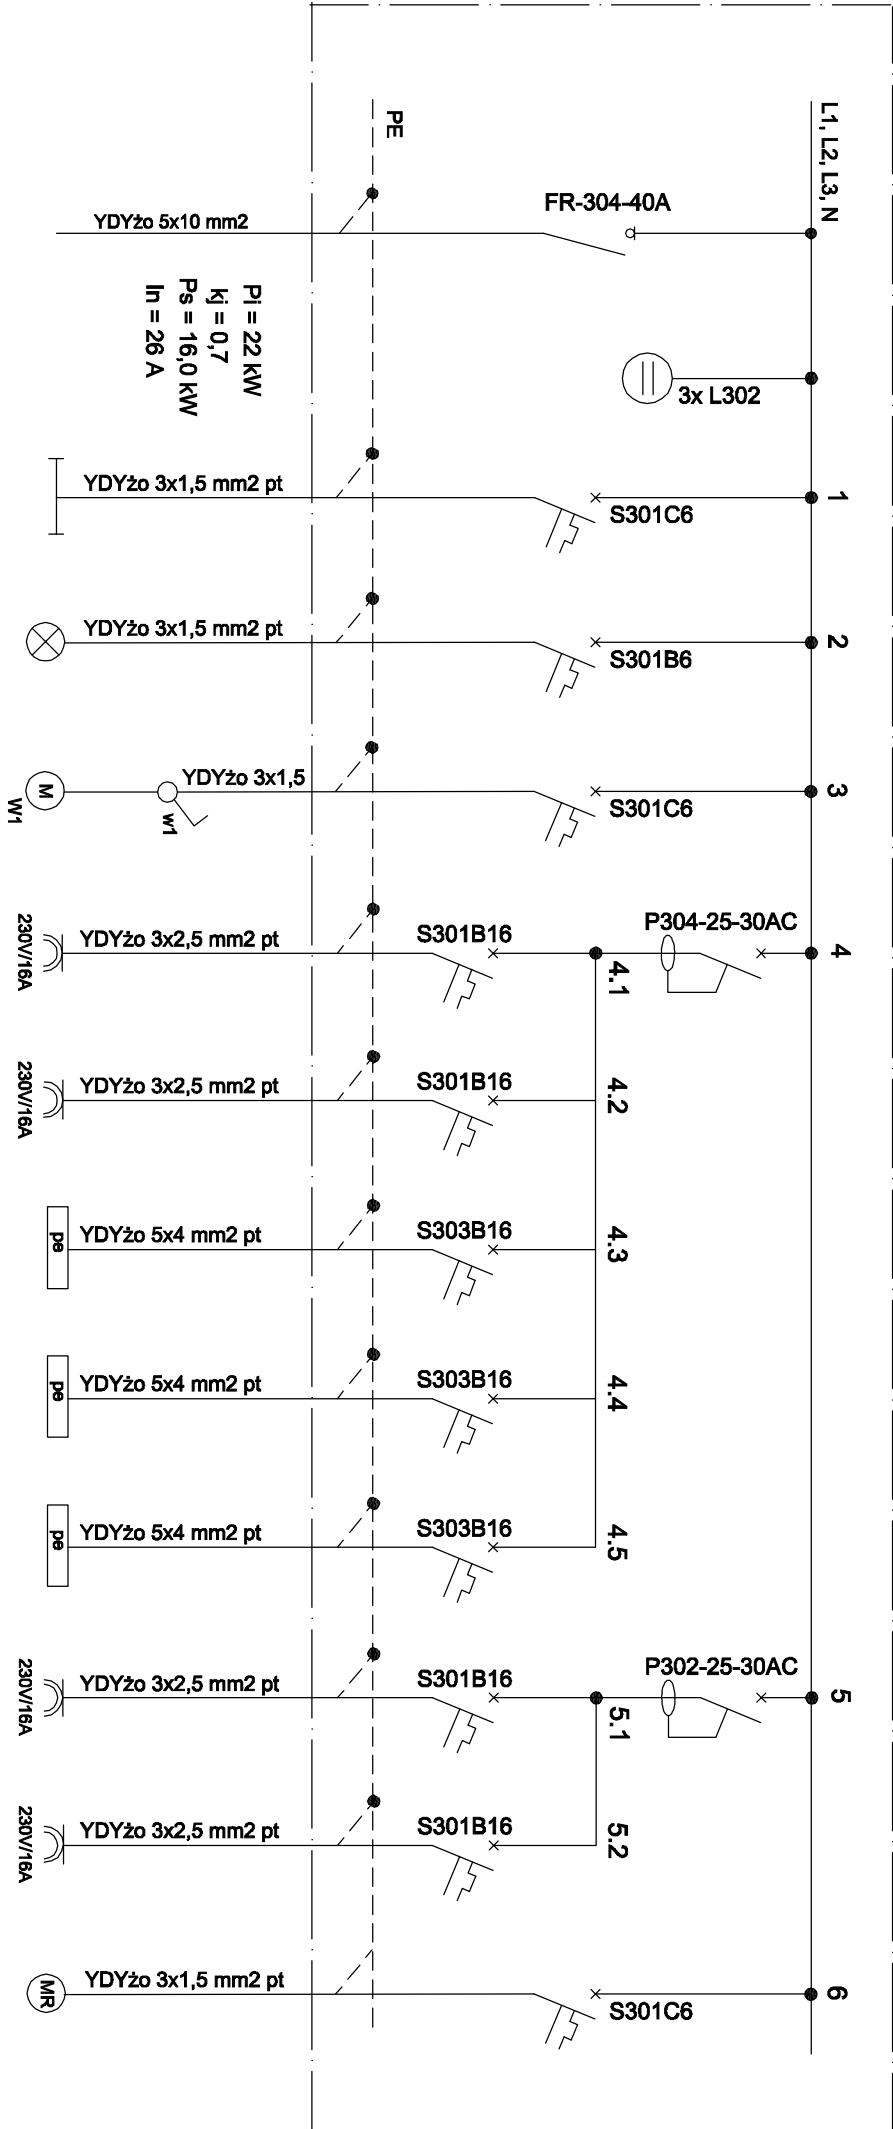 L1, L2, L3, N
PE
FR-304-40A
YDYżo 5x10 mm2
Pi = 22 kW
kj = 0,7
Ps = 16,0 kW
In = 26 A
3x L302
1
YDYżo 3x1,5 mm2 pt
S301C6
2
YDYżo 3x1,5 mm2 pt
S301B6
3
YDYżo 3x1,5
S301C6
M
W1
w1
4
P304-25-30AC
4.1
S301B16
YDYżo 3x2,5 mm2 pt
230V/16A
4.2
S301B16
YDYżo 3x2,5 mm2 pt
230V/16A
4.3
S303B16
YDYżo 5x4 mm2 pt
pe
4.4
S303B16
YDYżo 5x4 mm2 pt
pe
4.5
S303B16
YDYżo 5x4 mm2 pt
pe
5
P302-25-30AC
5.1
S301B16
YDYżo 3x2,5 mm2 pt
230V/16A
5.2
S301B16
YDYżo 3x2,5 mm2 pt
230V/16A
6
YDYżo 3x1,5 mm2 pt
S301C6
MR